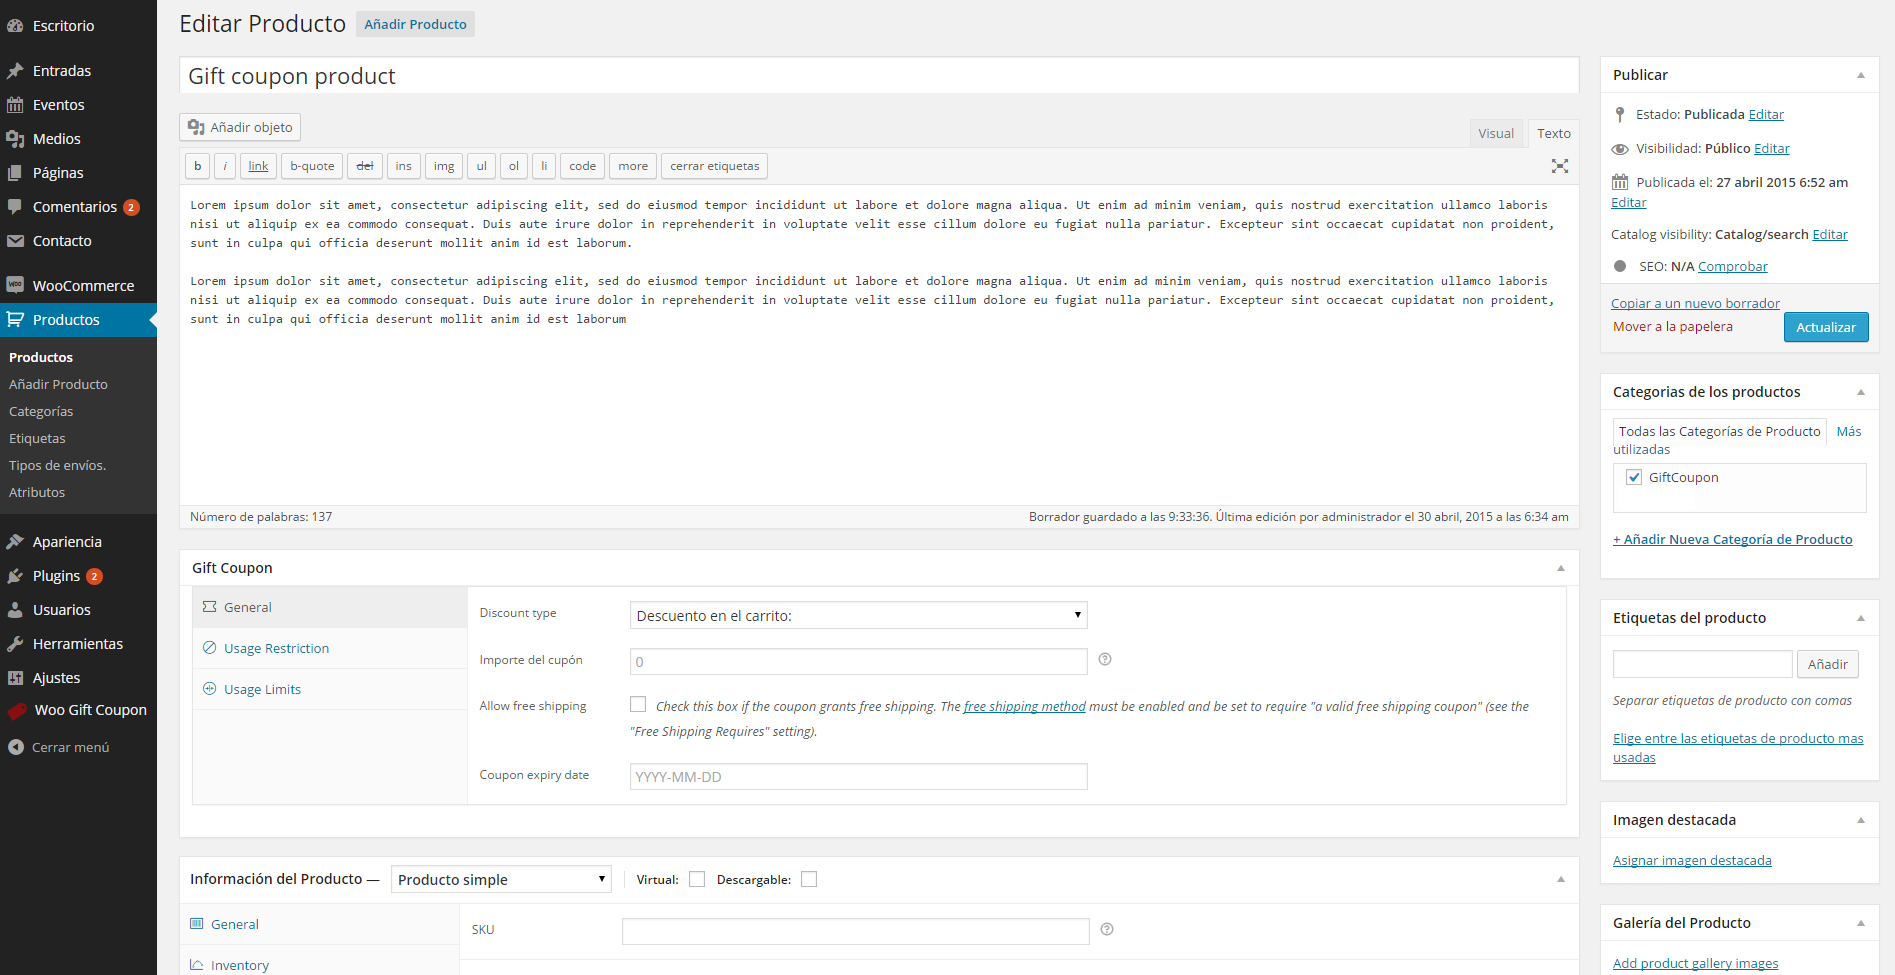 Escritorio
Entradas
Eventos
Medios
Páginas
Comentarios 2
Contacto
WooCommerce
Productos
Productos
Añadir Producto
Categorías
Etiquetas
Tipos de envíos.
Atributos
Apariencia
Plugins 2
Usuarios
Herramientas
Ajustes
Woo Gift Coupon
Cerrar menú
Editar Producto Añadir Producto
Gift coupon product
Añadir objeto
Visual Texto
b i link b-quote del ins img ul ol li code more cerrar etiquetas
Lorem ipsum dolor sit amet, consectetur adipiscing elit, sed do eiusmod tempor incididunt ut labore et dolore magna aliqua. Ut enim ad minim veniam, quis nostrud exercitation ullamco laboris
nisi ut aliquip ex ea commodo consequat. Duis aute irure dolor in reprehenderit in voluptate velit esse cillum dolore eu fugiat nulla pariatur. Excepteur sint occaecat cupidatat non proident,
sunt in culpa qui officia deserunt mollit anim id est laborum.
Lorem ipsum dolor sit amet, consectetur adipiscing elit, sed do eiusmod tempor incididunt ut labore et dolore magna aliqua. Ut enim ad minim veniam, quis nostrud exercitation ullamco laboris
nisi ut aliquip ex ea commodo consequat. Duis aute irure dolor in reprehenderit in voluptate velit esse cillum dolore eu fugiat nulla pariatur. Excepteur sint occaecat cupidatat non proident,
sunt in culpa qui officia deserunt mollit anim id est laborum
Número de palabras: 137 Borrador guardado a las 9:33:36. Última edición por administrador el 30 abril, 2015 a las 6:34 am
Gift Coupon
General
Usage Restriction
Usage Limits
Discount type Descuento en el carrito:
Importe del cupón 0
Allow free shipping Check this box if the coupon grants free shipping. The free shipping method must be enabled and be set to require "a valid free shipping coupon" (see the
"Free Shipping Requires" setting).
Coupon expiry date YYYY-MM-DD
Información del Producto — Producto simple Virtual: Descargable:
General
Inventory
SKU
Publicar
Estado: Publicada Editar
Visibilidad: Público Editar
Publicada el: 27 abril 2015 6:52 am
Editar
Catalog visibility: Catalog/search Editar
SEO: N/A Comprobar
Copiar a un nuevo borrador
Mover a la papelera Actualizar
Categorias de los productos
Todas las Categorías de Producto Más
utilizadas
GiftCoupon
+ Añadir Nueva Categoría de Producto
Etiquetas del producto
Añadir
Separar etiquetas de producto con comas
Elige entre las etiquetas de producto mas
usadas
Imagen destacada
Asignar imagen destacada
Galería del Producto
Add product gallery images